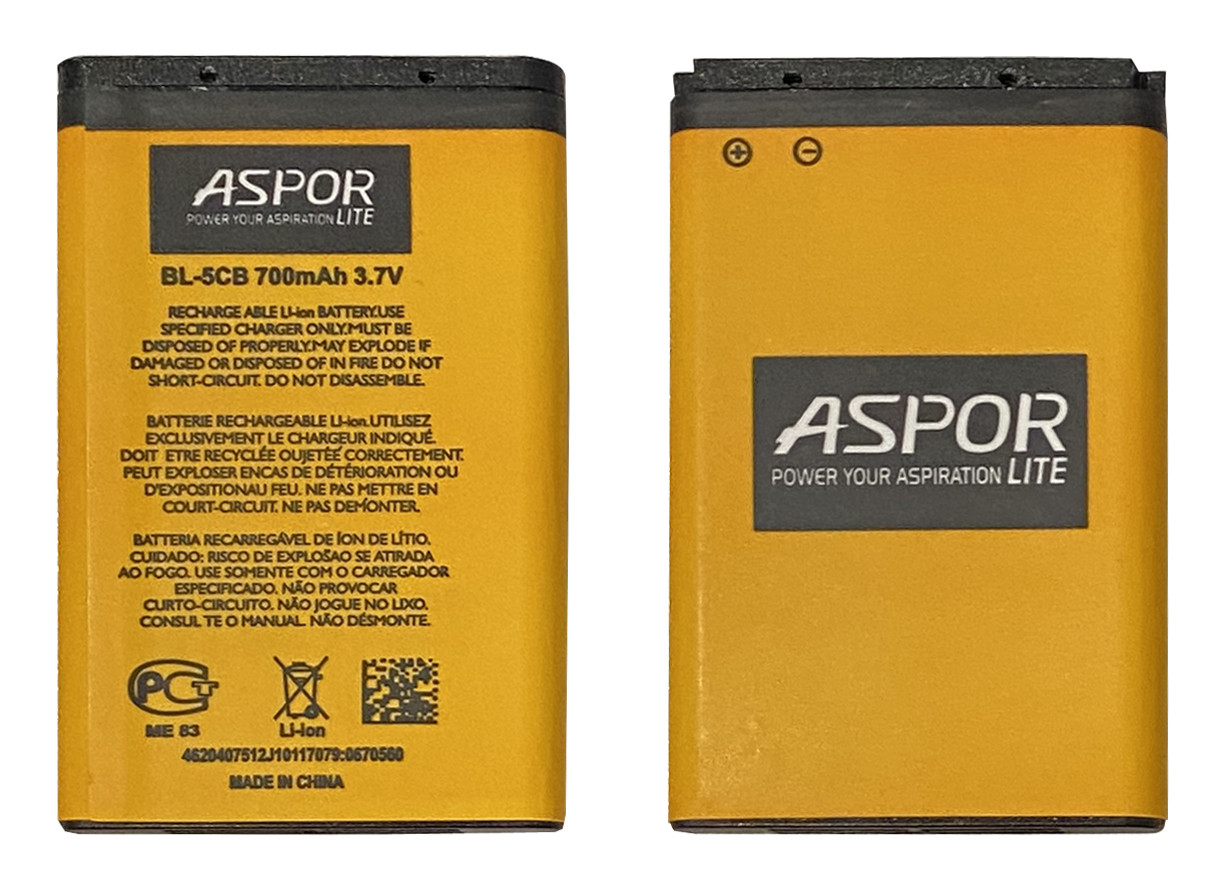 ASPOR
POWER YOUR ASPIRATION LITE
BL-5CB 700mAh 3.7V
RECHARGE ABLE LI-ion BATTERY.USE
SPECIFIED CHARGER ONLY.MUST BE
DISPOSED OF PROPERLY.MAY EXPLODE IF
DAMAGED OR DISPOSED OF IN FIRE DO NOT
SHORT-CIRCUIT. DO NOT DISASSEMBLE.
BATTERIE RECHARGEABLE LI-ion.UTILISEZ
EXCLUSIVEMENT LE CHARGEUR INDIQUÉ.
DOIT ETRE RECYCLÉE OUJETÉE CORRECTEMENT.
PEUT EXPLOSER ENCAS DE DÉTÉRIORATION OU
D'EXPOSITIONAU FEU. NE PAS METTRE EN
COURT-CIRCUIT. NE PAS DEMONTER.
BATTERIA RECARREGÁVEL DE ÍON DE LÍTIO.
CUIDADO: RISCO DE EXPLOSAO SE ATIRADA
AO FOGO. USE SOMENTE COM O CARREGADOR
ESPECIFICADO. NÃO PROVOCAR
CURTO-CIRCUITO. NÃO JOGUE NO LIXO.
CONSUL TE O MANUAL. NÃO DÉSMONTE.
PCT
ME 83
Li-ion
4620407512J10117079:0670560
MADE IN CHINA
+ −
ASPOR
POWER YOUR ASPIRATION LITE